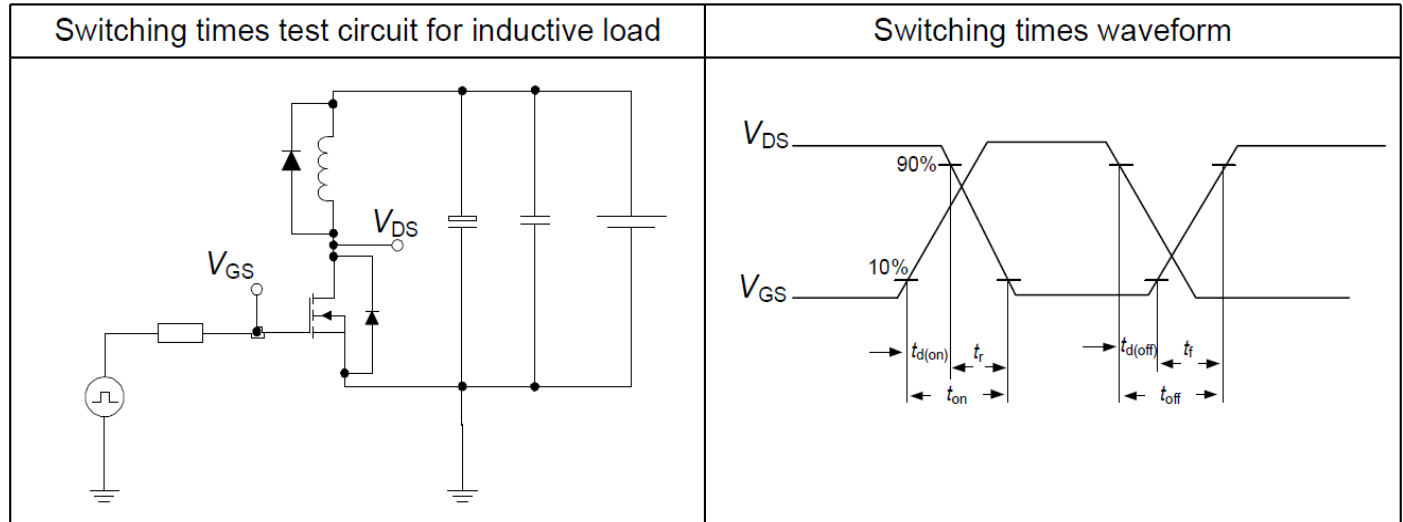 Switching times test circuit for inductive load
Switching times waveform
VDS
VGS
VDS
90%
10%
VGS
td(on) tr
ton
td(off) tf
toff